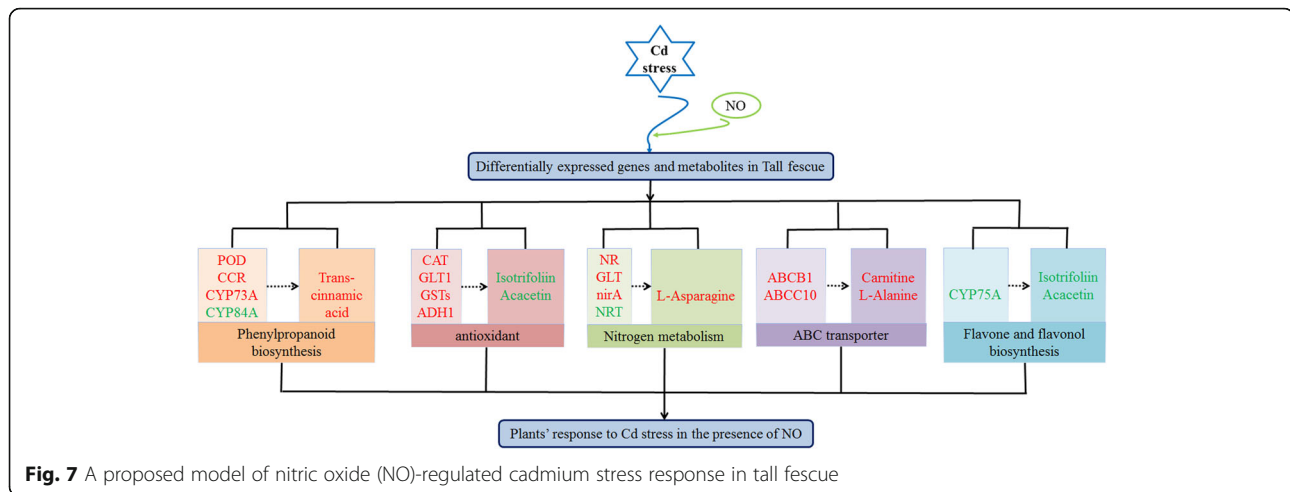 Cd
stress
NO
Differentially expressed genes and metabolites in Tall fescue
POD
CCR
CYP73A
CYP84A
Trans-
cinnamic
acid
Phenylpropanoid
biosynthesis
CAT
GLT1
GSTs
ADH1
Isotrifoliin
Acacetin
antioxidant
NR
GLT
nirA
NRT
L-Asparagine
Nitrogen metabolism
ABCB1
ABCC10
Carnitine
L-Alanine
ABC transporter
CYP75A
Isotrifoliin
Acacetin
Flavone and flavonol
biosynthesis
Plants' response to Cd stress in the presence of NO
Fig. 7 A proposed model of nitric oxide (NO)-regulated cadmium stress response in tall fescue